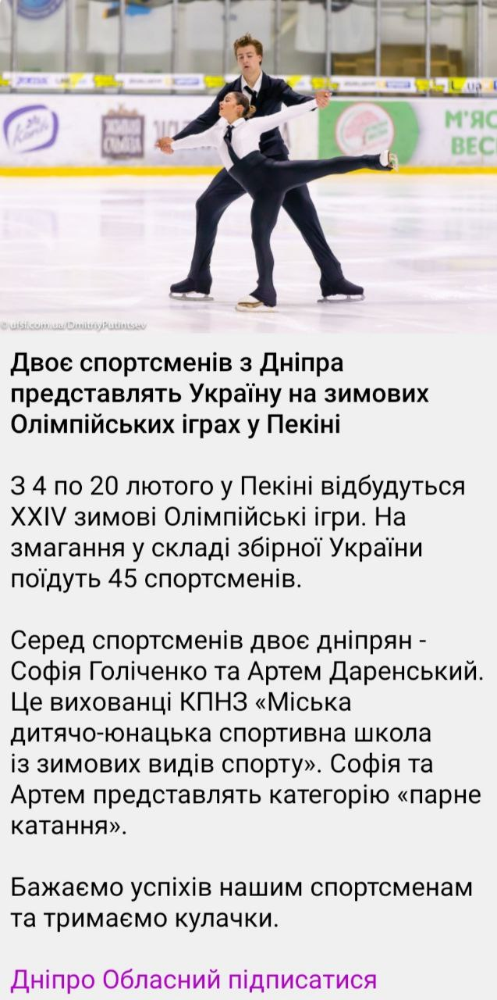 М'ЯС
ВЕС
© ufsf.com.ua/DmitriyPutintsev
Двоє спортсменів з Дніпра
представлять Україну на зимових
Олімпійських іграх у Пекіні
З 4 по 20 лютого у Пекіні відбудуться
XXIV зимові Олімпійські ігри. На
змагання у складі збірної України
поїдуть 45 спортсменів.
Серед спортсменів двоє дніпрян -
Софія Голіченко та Артем Даренський.
Це вихованці КПНЗ «Міська
дитячо-юнацька спортивна школа
із зимових видів спорту». Софія та
Артем представлять категорію «парне
катання».
Бажаємо успіхів нашим спортсменам
та тримаємо кулачки.
Дніпро Обласний підписатися